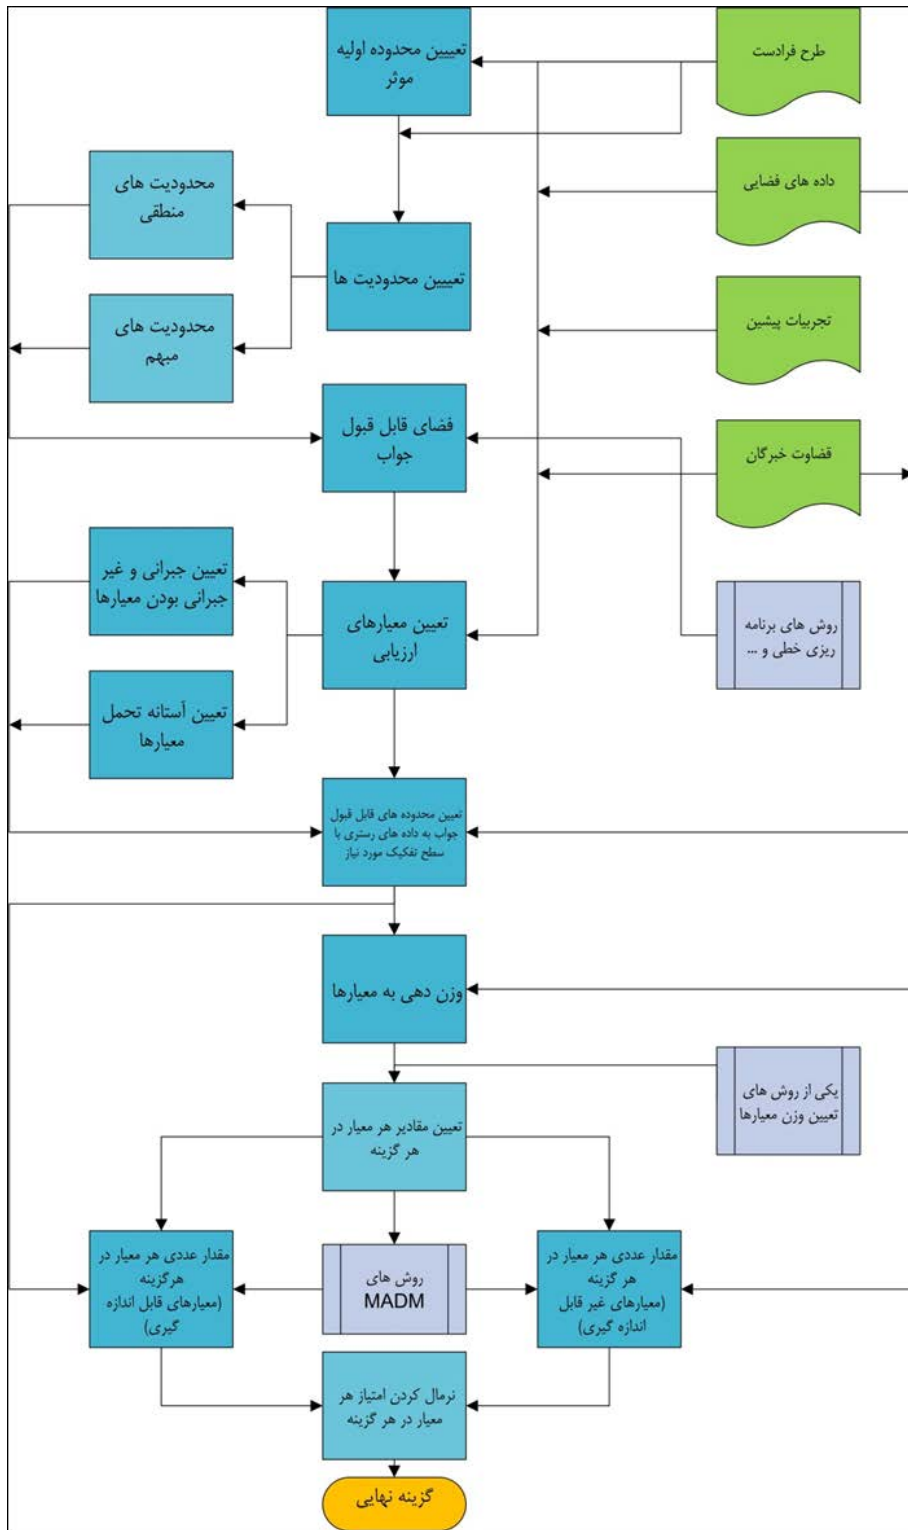 تعییین محدوده اولیه
موثر
طرح فرادست
داده های فضایی
محدودیت های
منطقی
تعییین محدودیت ها
تجربیات پیشین
محدودیت های
مبهم
فضای قابل قبول
جواب
قضاوت خبرگان
تعیین جبرانی و غیر
جبرانی بودن معیارها
تعیین معیارهای
ارزیابی
روش های برنامه
ریزی خطی و ...
تعیین آستانه تحمل
معیارها
تعیین محدوده های قابل قبول
جواب به داده های رستری با
سطح تفکیک مورد نیاز
وزن دهی به معیارها
یکی از روش های
تعیین وزن معیارها
تعیین مقادیر هر معیار در
هر گزینه
مقدار عددی هر معیار در
هر گزینه
(معیارهای غیر قابل
اندازه گیری)
روش های
MADM
مقدار عددی هر معیار در
هرگزینه
(معیارهای قابل اندازه
گیری)
نرمال کردن امتیاز هر
معیار در هر گزینه
گزینه نهایی